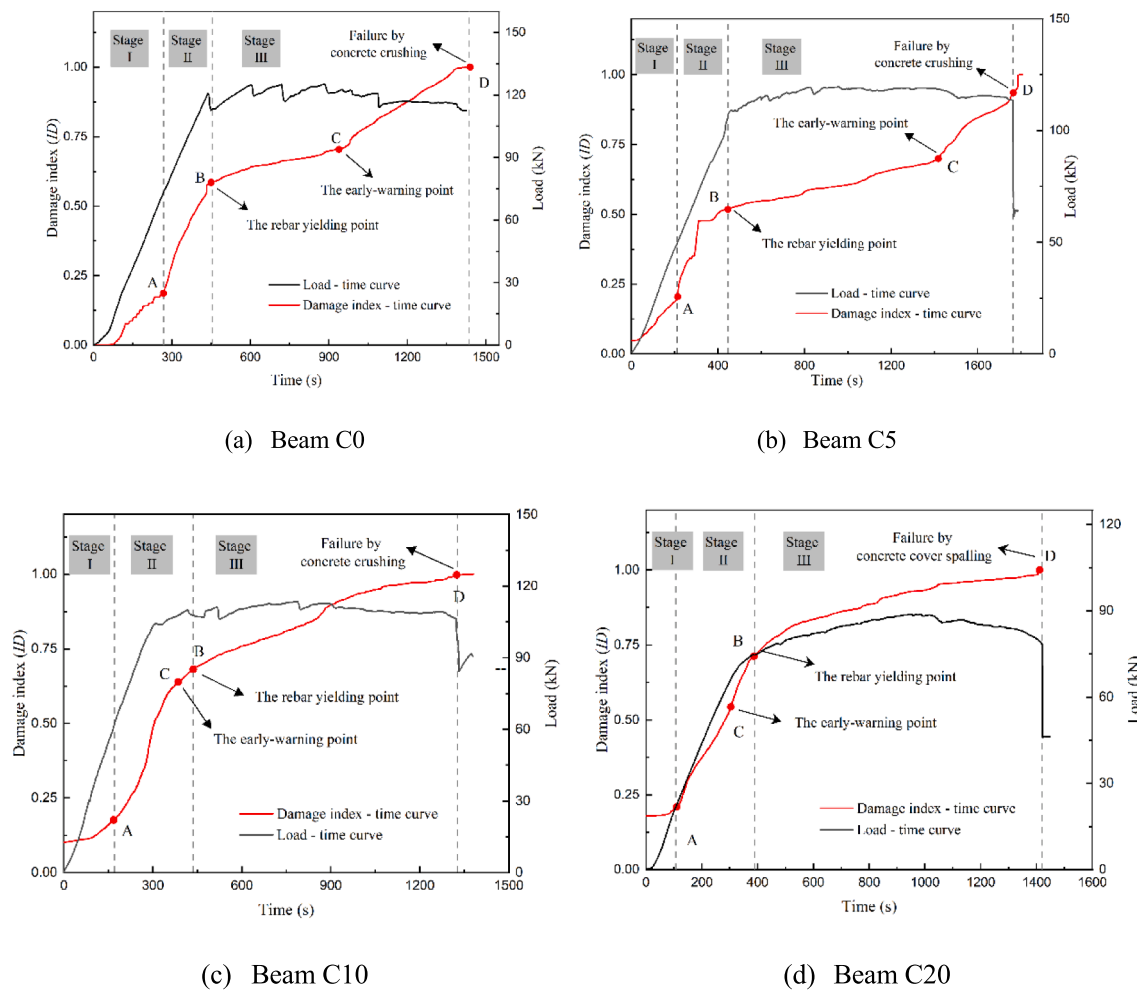 Stage I
Stage II
Stage III
Failure by concrete crushing
D
C
The early-warning point
B
The rebar yielding point
A
Load - time curve
Damage index - time curve
Damage index (ID)
1.00
0.75
0.50
0.25
0.00
Load (kN)
150
120
90
60
30
0
0 300 600 900 1200 1500
Time (s)
(a) Beam C0
Stage I
Stage II
Stage III
Failure by concrete crushing
D
The early-warning point
C
B
The rebar yielding point
A
Load - time curve
Damage index - time curve
Damage index (ID)
1.00
0.75
0.50
0.25
0.00
Load (kN)
150
100
50
0
0 400 800 1200 1600
Time (s)
(b) Beam C5
Stage I
Stage II
Stage III
Failure by concrete crushing
D
B
C
The rebar yielding point
The early-warning point
A
Damage index - time curve
Load - time curve
Damage index (ID)
1.00
0.75
0.50
0.25
0.00
Load (kN)
150
120
90
60
30
0
0 300 600 900 1200 1500
Time (s)
(c) Beam C10
Stage I
Stage II
Stage III
Failure by concrete cover spalling
D
B
The rebar yielding point
The early-warning point
C
A
Damage index - time curve
Load - time curve
Damage index (ID)
1.00
0.75
0.50
0.25
0.00
Load (kN)
120
90
60
30
0
0 200 400 600 800 1000 1200 1400 1600
Time (s)
(d) Beam C20